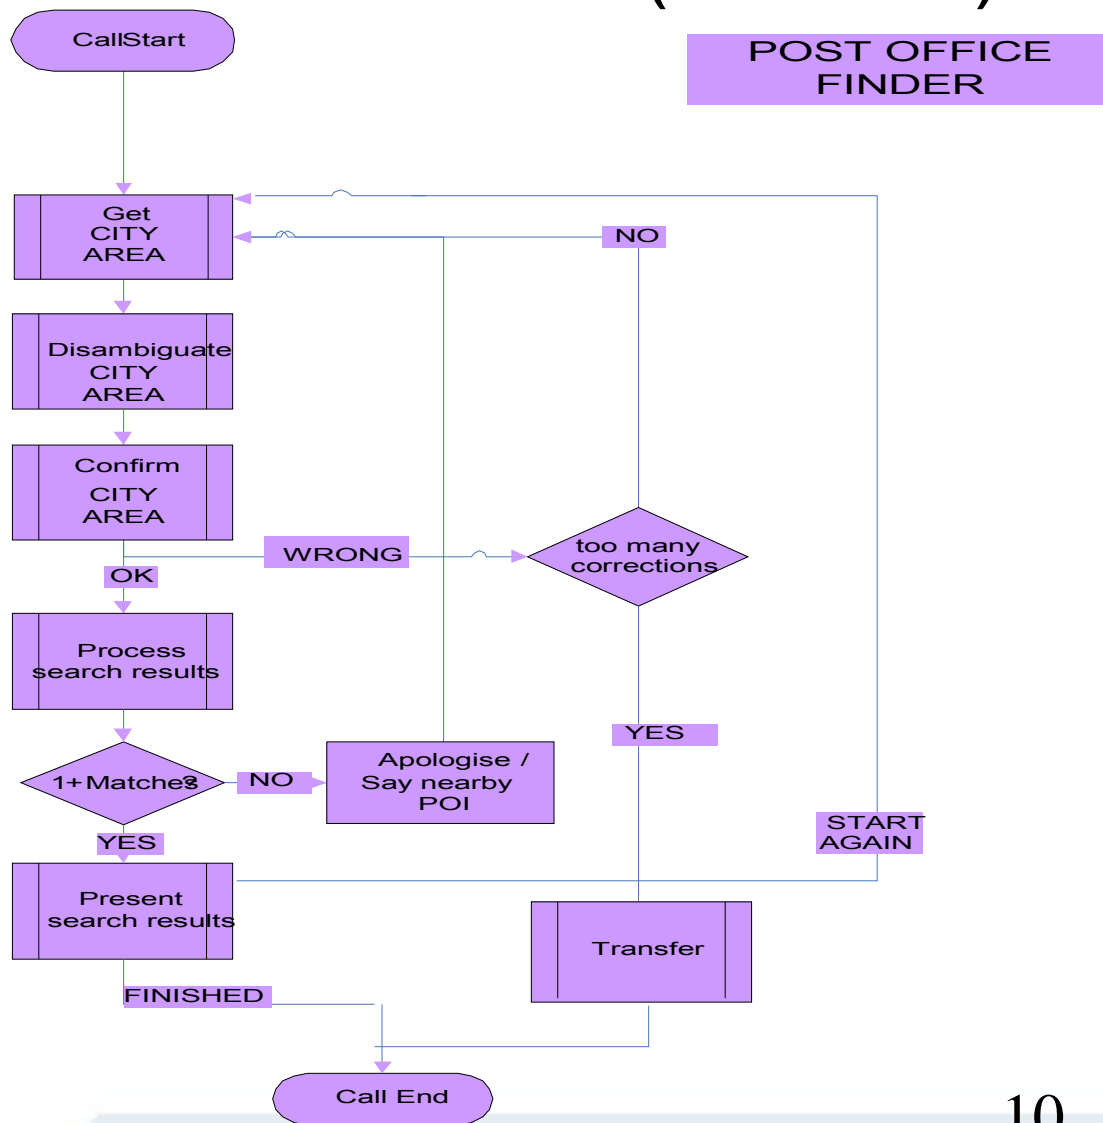 POST OFFICE
FINDER
CallStart
Get
CITY
AREA
NO
Disambiguate
CITY
AREA
Confirm
CITY
AREA
WRONG
too many
corrections
OK
Process
search results
YES
1+Matches?
NO
Apologise /
Say nearby
POI
YES
START
AGAIN
Present
search results
Transfer
FINISHED
Call End
10